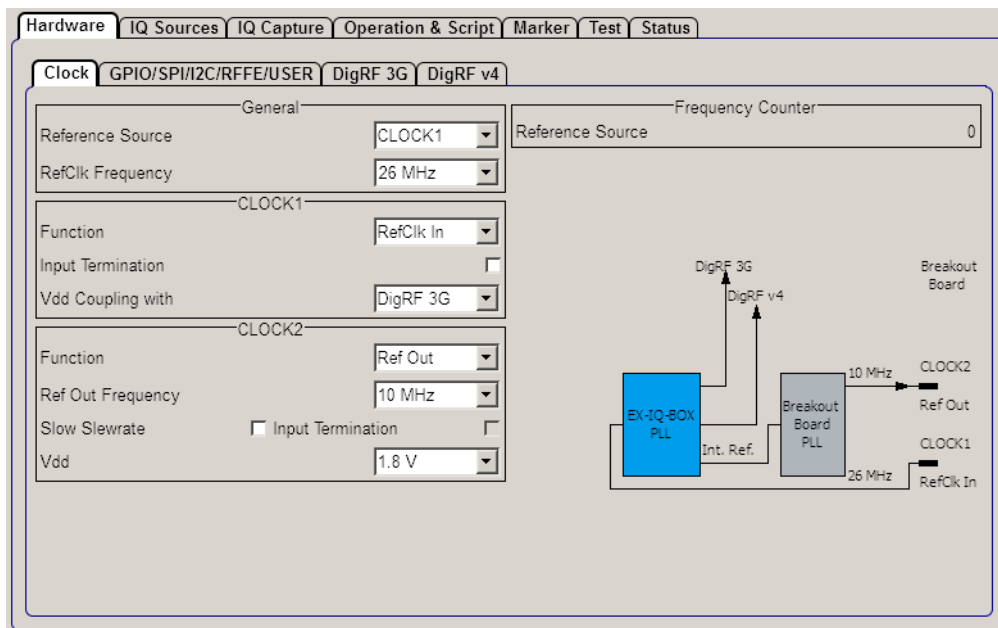 Hardware IQ Sources IQ Capture Operation & Script Marker Test Status
Clock GPIO/SPI/I2C/RFFE/USER DigRF 3G DigRF v4
General
Reference Source CLOCK1
RefClk Frequency 26 MHz
CLOCK1
Function RefClk In
Input Termination
Vdd Coupling with DigRF 3G
CLOCK2
Function Ref Out
Ref Out Frequency 10 MHz
Slow Slewrate Input Termination
Vdd 1.8 V
Frequency Counter
Reference Source 0
DigRF 3G
DigRF v4
Breakout
Board
EX-IQ-BOX
PLL
Int. Ref.
Breakout
Board
PLL
10 MHz
CLOCK2
Ref Out
CLOCK1
26 MHz
RefClk In